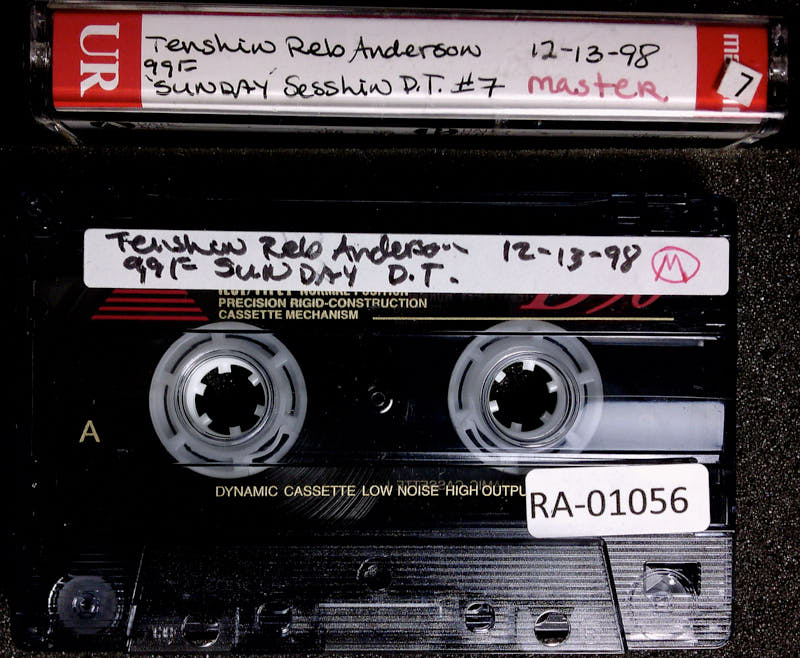 UR
Tenshin Reb Anderson 12-13-98
99F
SUNDAY Sesshin D.T. #7 master
7
Tenshin Reb Anderson 12-13-98 M
99F SUNDAY D.T.
PRECISION RIGID-CONSTRUCTION
CASSETTE MECHANISM
A
DYNAMIC CASSETTE LOW NOISE HIGH
RA-01056